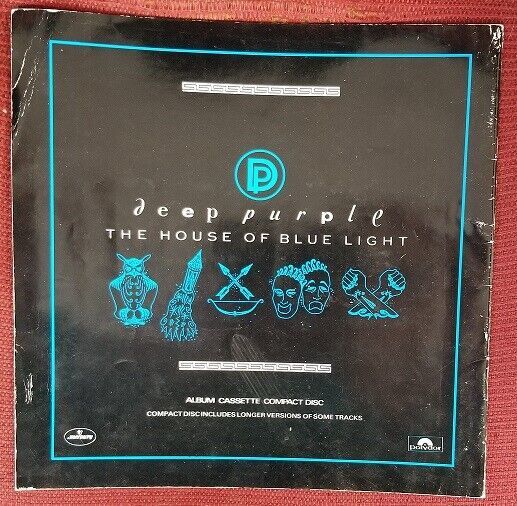 DP
deep purple
THE HOUSE OF BLUE LIGHT
ALBUM CASSETTE COMPACT DISC
COMPACT DISC INCLUDES LONGER VERSIONS OF SOME TRACKS
polydor